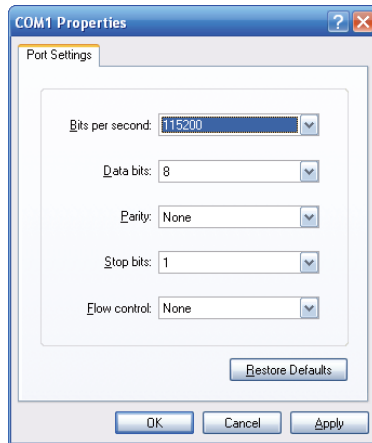 COM1 Properties
Port Settings
Bits per second: 115200
Data bits: 8
Parity: None
Stop bits: 1
Flow control: None
Restore Defaults
OK Cancel Apply